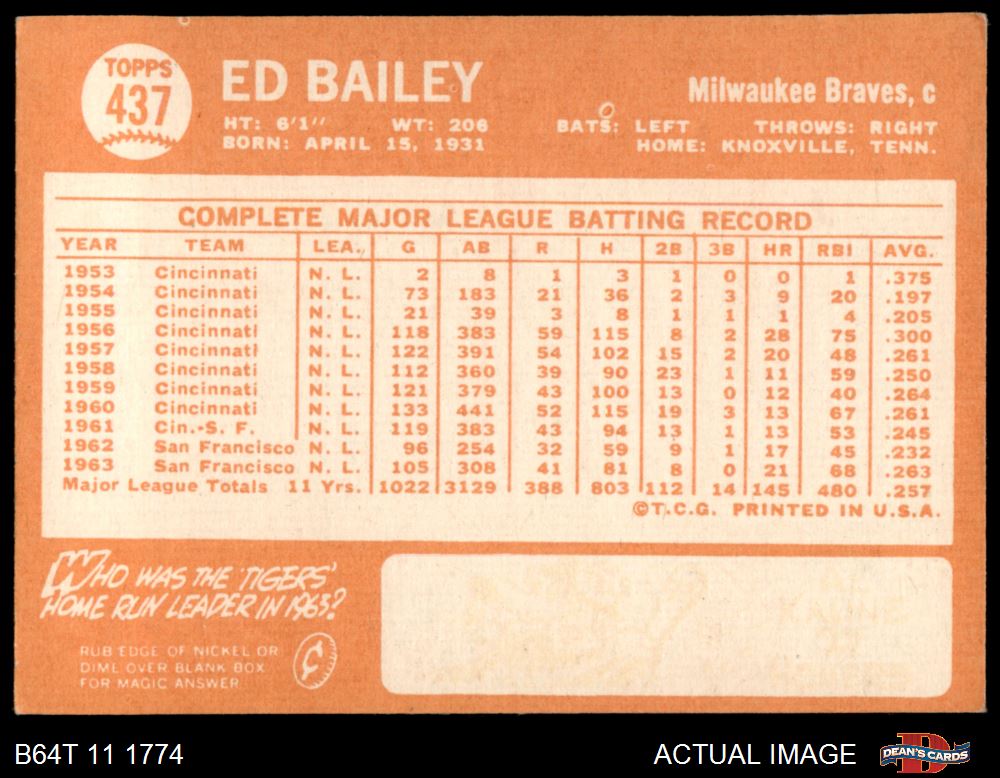 TOPPS
437
ED BAILEY
Milwaukee Braves, c
HT: 6'1" WT: 206 BATS: LEFT THROWS: RIGHT
BORN: APRIL 15, 1931 HOME: KNOXVILLE, TENN.
COMPLETE MAJOR LEAGUE BATTING RECORD
YEAR TEAM LEA. G AB R H 2B 3B HR RBI AVG.
1953 Cincinnati N. L. 2 8 1 3 1 0 0 1 .375
1954 Cincinnati N. L. 73 183 21 36 2 3 9 20 .197
1955 Cincinnati N. L. 21 39 3 8 1 1 1 4 .205
1956 Cincinnati N. L. 118 383 59 115 8 2 28 75 .300
1957 Cincinnati N. L. 122 391 54 102 15 2 20 48 .261
1958 Cincinnati N. L. 112 360 39 90 23 1 11 59 .250
1959 Cincinnati N. L. 121 379 43 100 13 0 12 40 .264
1960 Cincinnati N. L. 133 441 52 115 19 3 13 67 .261
1961 Cin.-S. F. N. L. 119 383 43 94 13 1 13 53 .245
1962 San Francisco N. L. 96 254 32 59 9 1 17 45 .232
1963 San Francisco N. L. 105 308 41 81 8 0 21 68 .263
Major League Totals 11 Yrs. 1022 3129 388 803 112 14 145 480 .257
©T.C.G. PRINTED IN U.S.A.
WHO WAS THE TIGERS'
HOME RUN LEADER IN 1963?
RUB EDGE OF NICKEL OR
DIME OVER BLANK BOX
FOR MAGIC ANSWER
¢
B64T 11 1774
ACTUAL IMAGE
DEAN'S CARDS